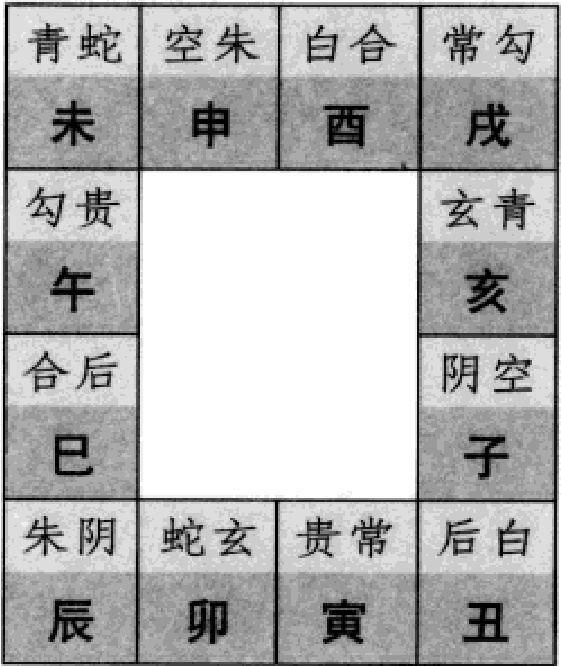 青蛇 空朱 白合 常勾
未 申 酉 戌
勾贵 玄青
午 亥
合后 阴空
巳 子
朱阴 蛇玄 贵常 后白
辰 卯 寅 丑